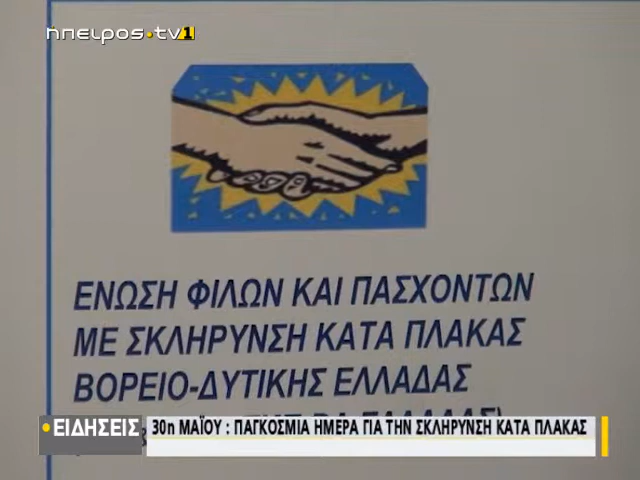 ηπειρος.tv1
ΕΝΩΣΗ ΦΙΛΩΝ ΚΑΙ ΠΑΣΧΟΝΤΩΝ
ΜΕ ΣΚΛΗΡΥΝΣΗ ΚΑΤΑ ΠΛΑΚΑΣ
ΒΟΡΕΙΟ-ΔΥΤΙΚΗΣ ΕΛΛΑΔΑΣ
•ΕΙΔΗΣΕΙΣ
30η ΜΑΪΟΥ : ΠΑΓΚΟΣΜΙΑ ΗΜΕΡΑ ΓΙΑ ΤΗΝ ΣΚΛΗΡΥΝΣΗ ΚΑΤΑ ΠΛΑΚΑΣ